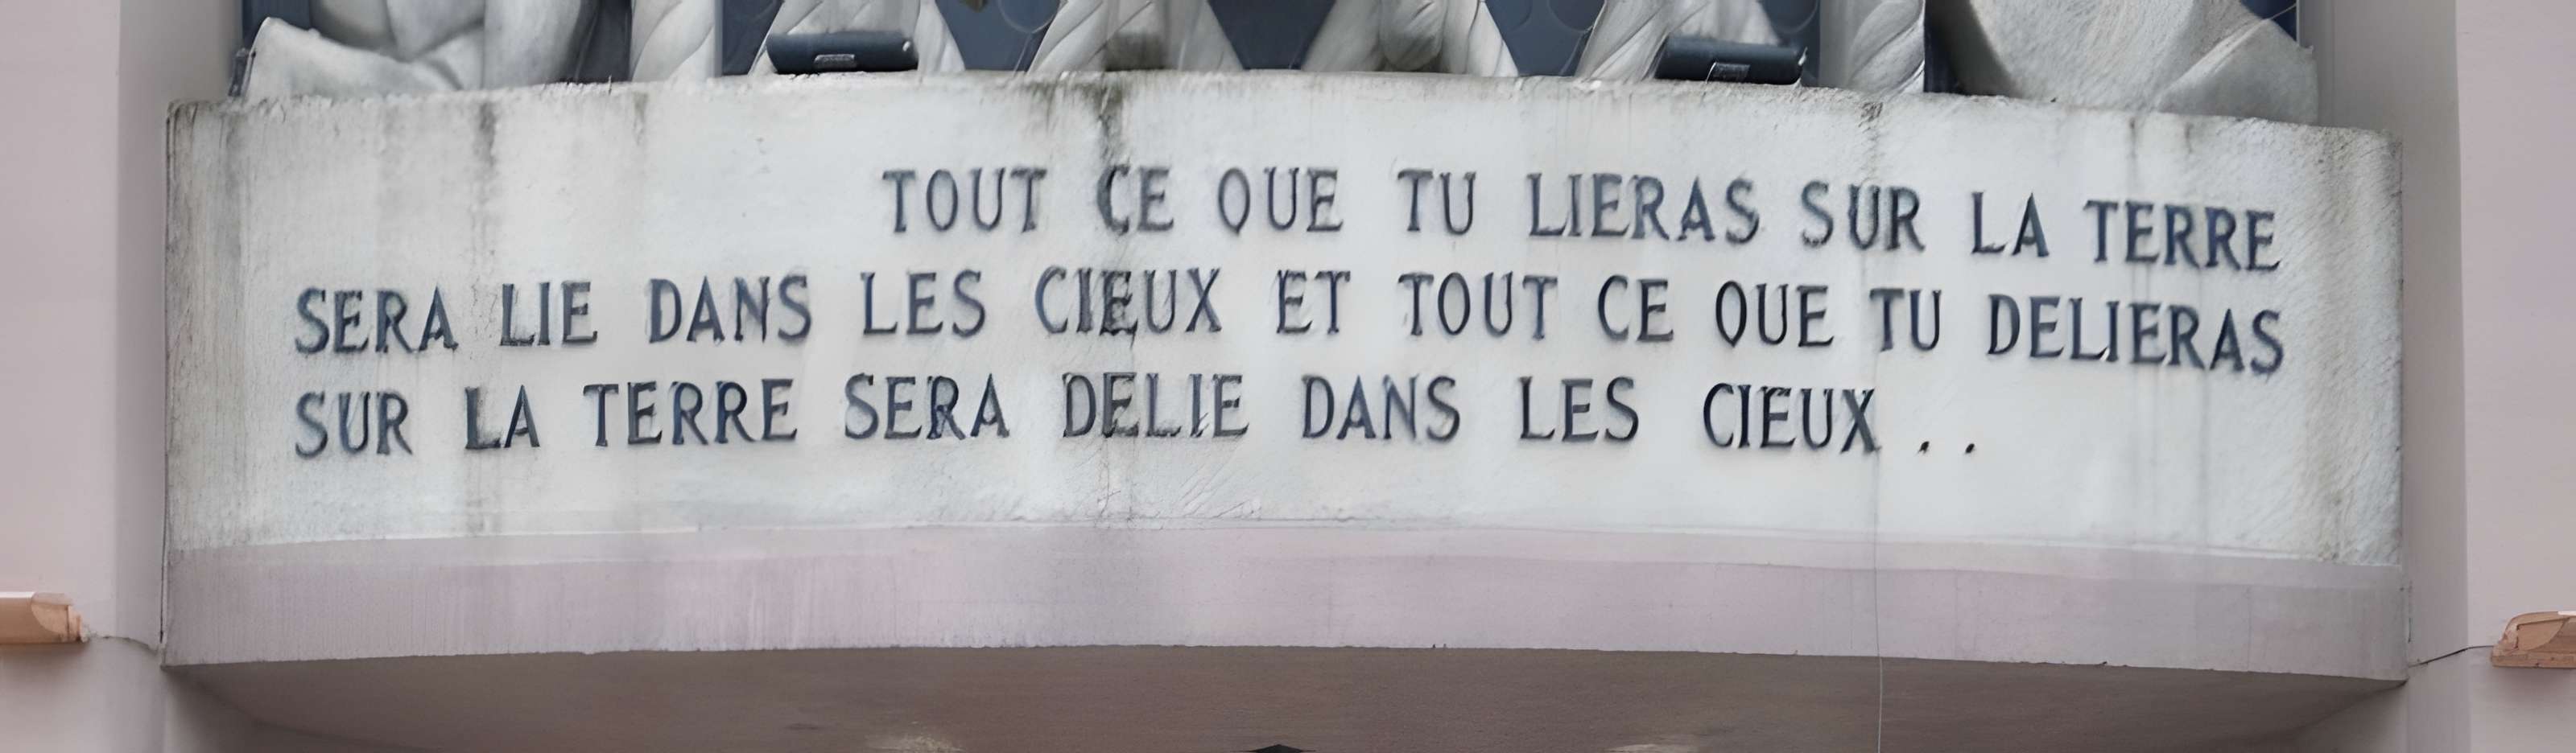 TOUT CE QUE TU LIERAS SUR LA TERRE
SERA LIE DANS LES CIEUX ET TOUT CE QUE TU DELIERAS
SUR LA TERRE SERA DELIE DANS LES CIEUX . .